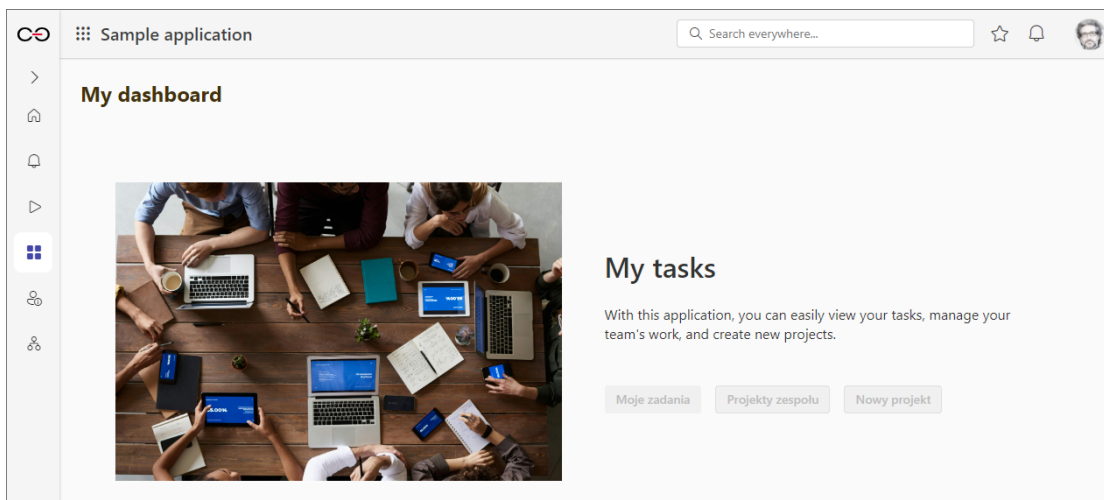 Sample application
Search everywhere...
My dashboard
My tasks
With this application, you can easily view your tasks, manage your
team's work, and create new projects.
Moje zadania
Projekty zespołu
Nowy projekt